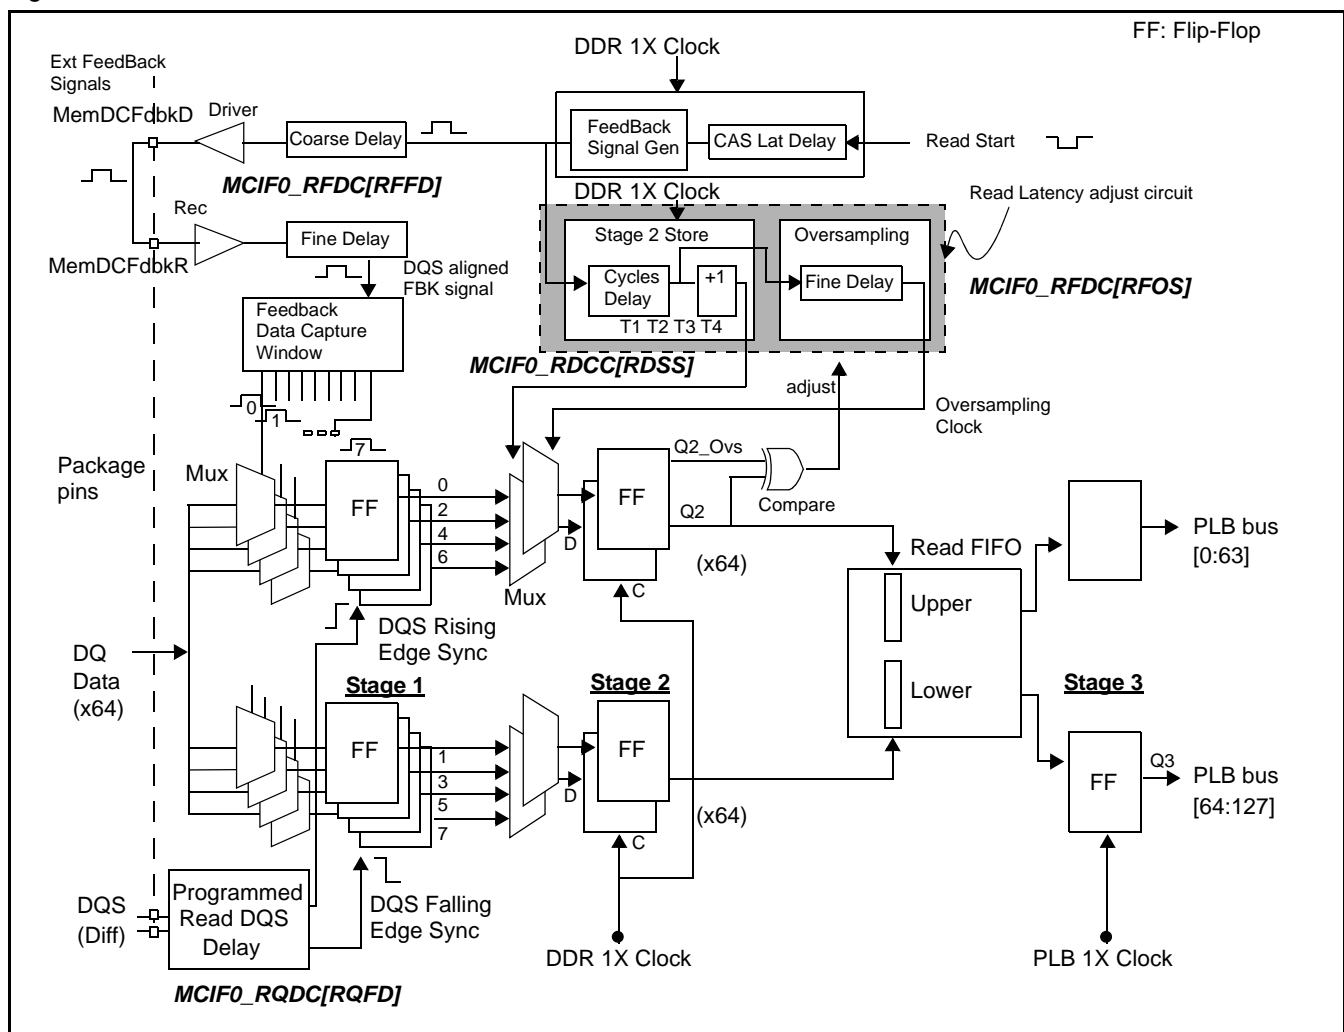 FF: Flip-Flop
DDR 1X Clock
Ext FeedBack
Signals
MemDCFdbkD
Driver
Coarse Delay
FeedBack
Signal Gen
CAS Lat Delay
Read Start
MCIF0_RFDC[RFFD]
DDR 1X Clock
Read Latency adjust circuit
Rec
Fine Delay
MemDCFdbkR
DQS aligned
FBK signal
Stage 2 Store
Oversampling
Cycles
Delay
+1
Fine Delay
T1 T2 T3 T4
MCIF0_RFDC[RFOS]
Feedback
Data Capture
Window
MCIF0_RDCC[RDSS]
adjust
Oversampling
Clock
0
1
7
Package
pins
Mux
FF
0
2
4
6
Mux
D
FF
C
Q2_Ovs
Q2
Compare
(x64)
Read FIFO
Upper
Lower
PLB bus
[0:63]
DQS Rising
Edge Sync
DQ
Data
(x64)
Stage 1
Stage 2
Stage 3
FF
1
3
5
7
D
FF
C
(x64)
FF
Q3
PLB bus
[64:127]
DQS
(Diff)
Programmed
Read DQS
Delay
DQS Falling
Edge Sync
DDR 1X Clock
PLB 1X Clock
MCIF0_RQDC[RQFD]